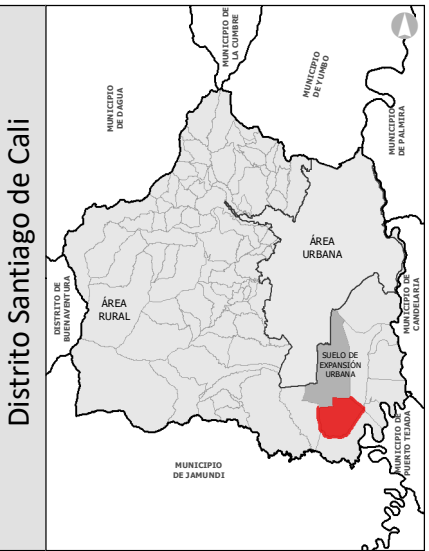 Distrito Santiago de Cali
MUNICIPIO
DE DAGUA
MUNICIPIO DE
LA CUMBRE
MUNICIPIO
DE YUMBO
MUNICIPIO
DE PALMIRA
DISTRITO DE
BUENAVENTURA
ÁREA
RURAL
ÁREA
URBANA
MUNICIPIO DE
CANDELARIA
SUELO DE
EXPANSIÓN
URBANA
MUNICIPIO DE
PUERTO TEJADA
MUNICIPIO
DE JAMUNDI